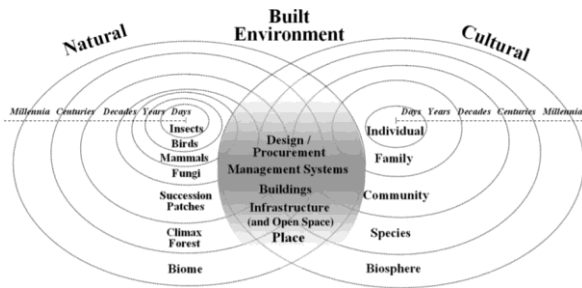 Natural
Built
Environment
Cultural
Millennia Centuries Decades Years Days
Days Years Decades Centuries Millennia
Insects
Birds
Mammals
Fungi
Succession
Patches
Climax
Forest
Biome
Design /
Procurement
Management Systems
Buildings
Infrastructure
(and Open Space)
Place
Individual
Family
Community
Species
Biosphere